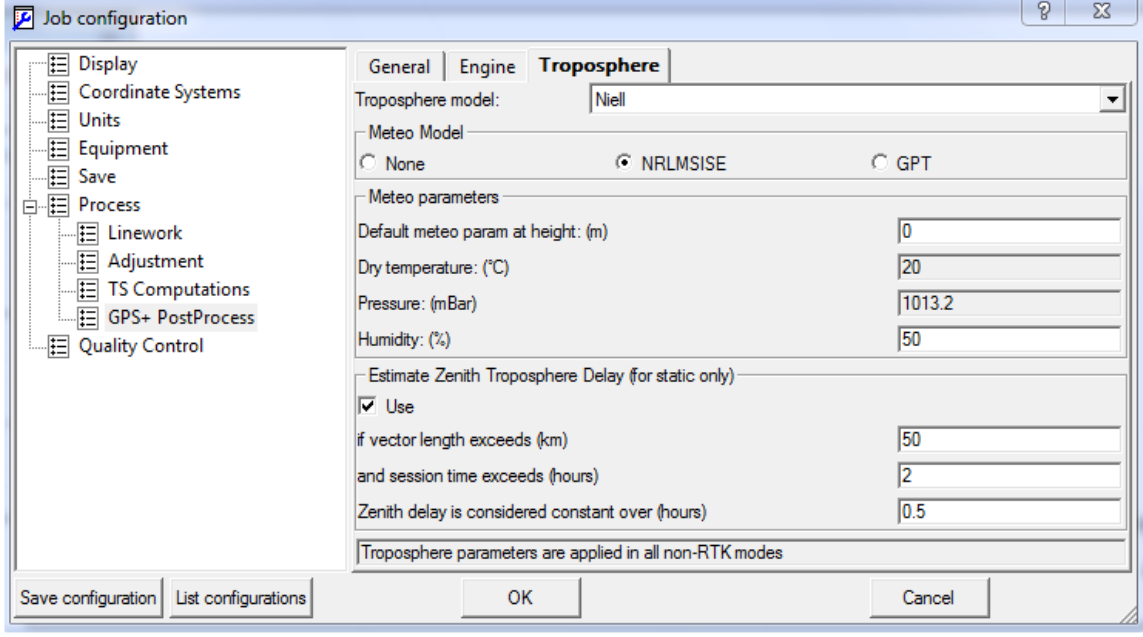 Job configuration
Display
Coordinate Systems
Units
Equipment
Save
Process
Linework
Adjustment
TS Computations
GPS+ PostProcess
Quality Control
General Engine Troposphere
Troposphere model: Niell
Meteo Model
None NRLMSISE GPT
Meteo parameters
Default meteo param at height: (m) 0
Dry temperature: (°C) 20
Pressure: (mBar) 1013.2
Humidity: (%) 50
Estimate Zenith Troposphere Delay (for static only)
Use
if vector length exceeds (km) 50
and session time exceeds (hours) 2
Zenith delay is considered constant over (hours) 0.5
Troposphere parameters are applied in all non-RTK modes
Save configuration List configurations OK Cancel